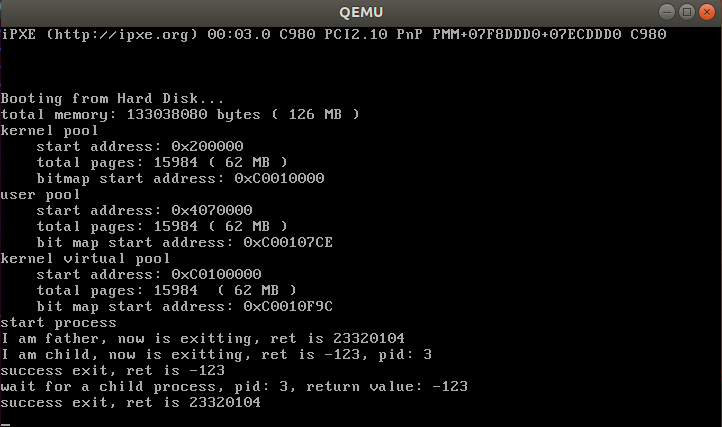 QEMU
iPXE (http://ipxe.org) 00:03.0 C980 PCI2.10 PnP PMM+07F8DDD0+07ECDDD0 C980
Booting from Hard Disk...
total memory: 133038080 bytes ( 126 MB )
kernel pool
    start address: 0x200000
    total pages: 15984 ( 62 MB )
    bitmap start address: 0xC0010000
user pool
    start address: 0x4070000
    total pages: 15984 ( 62 MB )
    bit map start address: 0xC00107CE
kernel virtual pool
    start address: 0xC0100000
    total pages: 15984  ( 62 MB )
    bit map start address: 0xC0010F9C
start process
I am father, now is exitting, ret is 23320104
I am child, now is exitting, ret is -123, pid: 3
success exit, ret is -123
wait for a child process, pid: 3, return value: -123
success exit, ret is 23320104